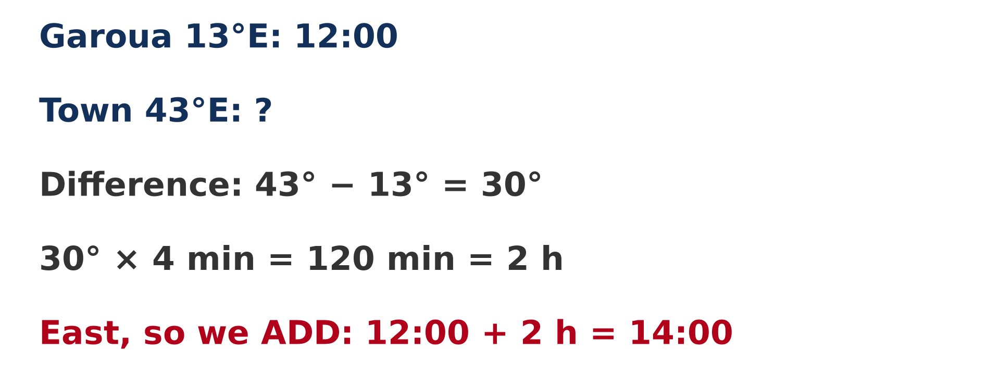 Garoua 13°E: 12:00
Town 43°E: ?
Difference: 43° − 13° = 30°
30° × 4 min = 120 min = 2 h
East, so we ADD: 12:00 + 2 h = 14:00